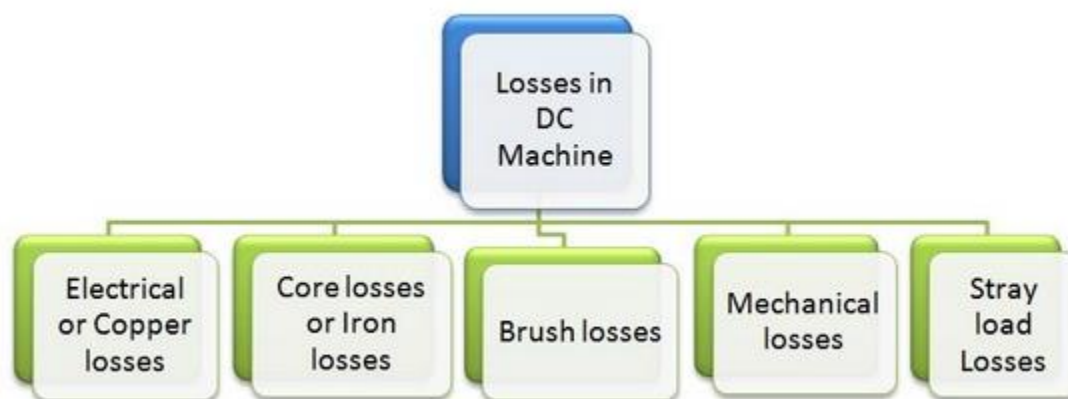 Losses in
DC
Machine
Electrical
or Copper
losses
Core losses
or Iron
losses
Brush losses
Mechanical
losses
Stray
load
Losses